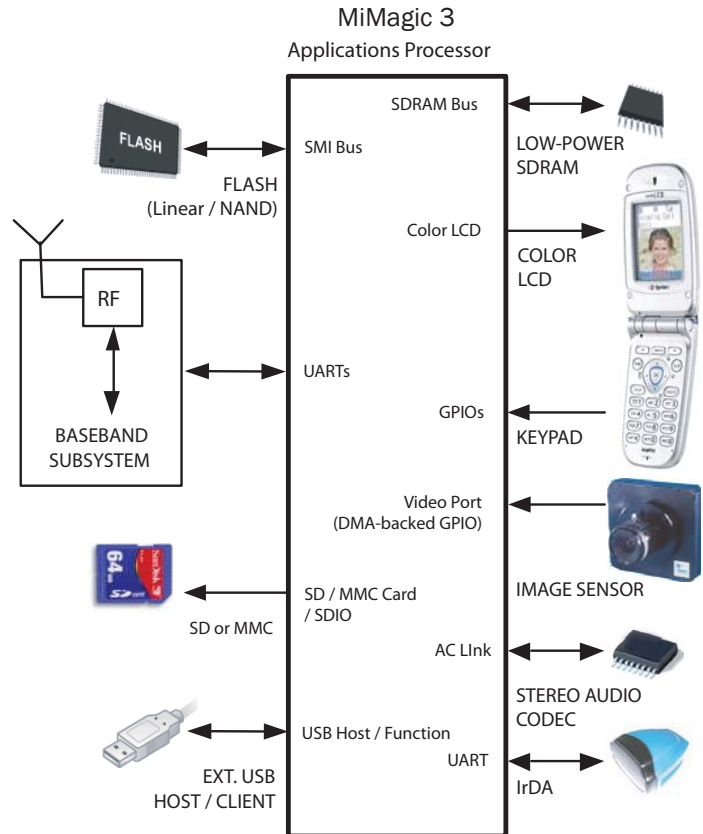 MiMagic 3
Applications Processor
FLASH
SMI Bus
FLASH
(Linear / NAND)
RF
BASEBAND
SUBSYSTEM
UARTs
64
SanDisk
SD or MMC
SD / MMC Card
/ SDIO
USB Host / Function
EXT. USB
HOST / CLIENT
SDRAM Bus
LOW-POWER
SDRAM
Color LCD
COLOR
LCD
GPIOs
KEYPAD
Video Port
(DMA-backed GPIO)
IMAGE SENSOR
AC LInk
STEREO AUDIO
CODEC
UART
IrDA